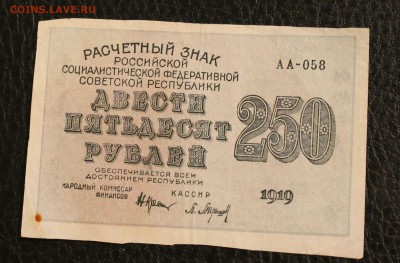 COINS.LAVE.RU
РАСЧЕТНЫЙ ЗНАК
РОССИЙСКОЙ
СОЦИАЛИСТИЧЕСКОЙ ФЕДЕРАТИВНОЙ
СОВЕТСКОЙ РЕСПУБЛИКИ
АА-058
ДВЕСТИ
ПЯТЬДЕСЯТ
РУБЛЕЙ
250
ОБЕСПЕЧИВАЕТСЯ ВСЕМ
ДОСТОЯНИЕМ РЕСПУБЛИКИ
НАРОДНЫЙ КОМИССАР
ФИНАНСОВ
КАССИР
1919